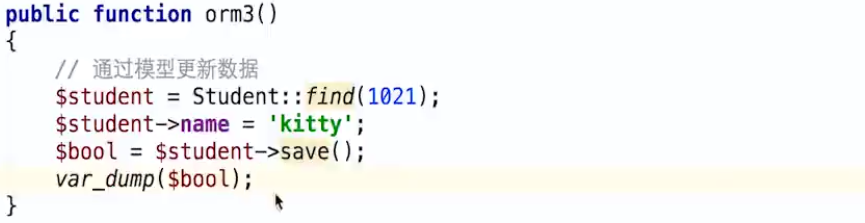 public function orm3()
{
    // 通过模型更新数据
    $student = Student::find(1021);
    $student->name = 'kitty';
    $bool = $student->save();
    var_dump($bool);
}